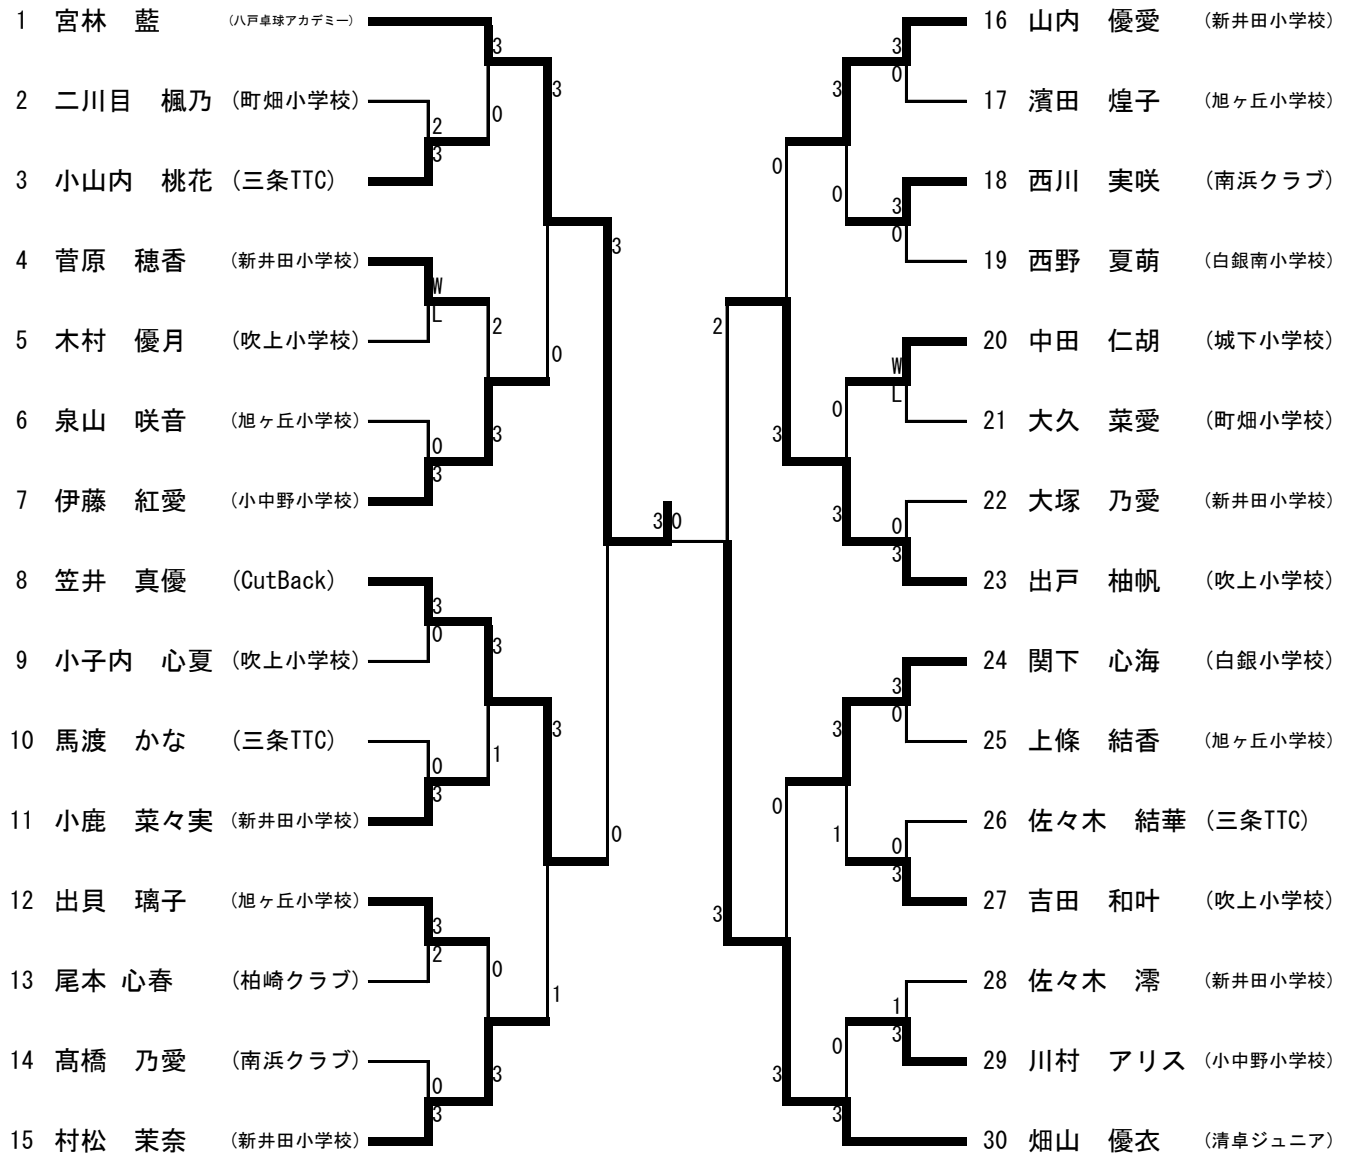 1 宮林 藍 (八戸卓球アカデミー)
2 二川目 楓乃 (町畑小学校)
3 小山内 桃花 (三条TTC)
4 菅原 穂香 (新井田小学校)
5 木村 優月 (吹上小学校)
6 泉山 咲音 (旭ヶ丘小学校)
7 伊藤 紅愛 (小中野小学校)
8 笠井 真優 (CutBack)
9 小子内 心夏 (吹上小学校)
10 馬渡 かな (三条TTC)
11 小鹿 菜々実 (新井田小学校)
12 出貝 璃子 (旭ヶ丘小学校)
13 尾本 心春 (柏崎クラブ)
14 髙橋 乃愛 (南浜クラブ)
15 村松 茉奈 (新井田小学校)
2
3
W
L
0
3
3
0
0
3
3
2
0
3
3
0
2
3
3
1
0
3
3
0
3
1
3
0
3 0
2
3
0
3
0
3
3
0
0
3
3
1
0
3
3
0
3
0
W
L
0
3
3
0
0
3
1
3
16 山内 優愛 (新井田小学校)
17 濱田 煌子 (旭ヶ丘小学校)
18 西川 実咲 (南浜クラブ)
19 西野 夏萌 (白銀南小学校)
20 中田 仁胡 (城下小学校)
21 大久 菜愛 (町畑小学校)
22 大塚 乃愛 (新井田小学校)
23 出戸 柚帆 (吹上小学校)
24 関下 心海 (白銀小学校)
25 上條 結香 (旭ヶ丘小学校)
26 佐々木 結華 (三条TTC)
27 吉田 和叶 (吹上小学校)
28 佐々木 澪 (新井田小学校)
29 川村 アリス (小中野小学校)
30 畑山 優衣 (清卓ジュニア)